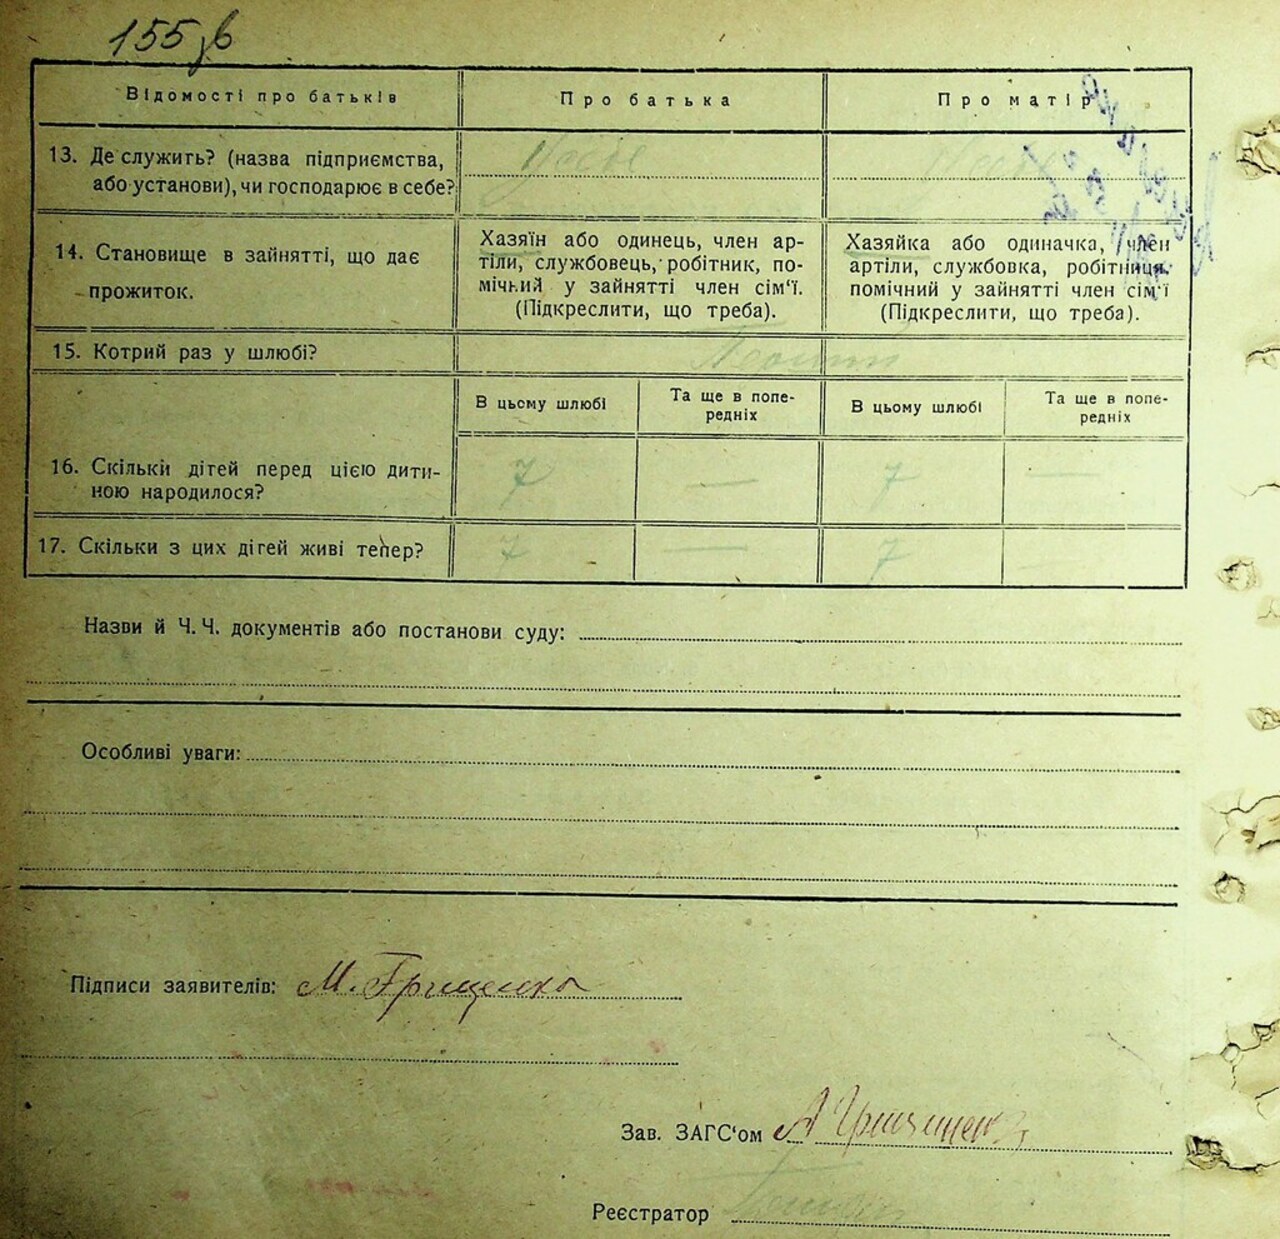 155 зв
Відомості про батьків
Про батька
Про матір
13. Де служить? (назва підприємства,
або установи), чи господарює в себе?
14. Становище в зайнятті, що дає
прожиток.
Хазяїн або одинець, член ар-
тіли, службовець, робітник, по-
мічний у зайнятті член сім‘ї.
(Підкреслити, що треба).
Хазяйка або одиначка, член
артіли, службовка, робітниця,
помічний у зайнятті член сім‘ї
(Підкреслити, що треба).
15. Котрий раз у шлюбі?
В цьому шлюбі
Та ще в попе-
редніх
В цьому шлюбі
Та ще в попе-
редніх
16. Скільки дітей перед цією дити-
ною народилося?
7 — 7 —
17. Скільки з цих дітей живі тепер?
7 — 7 —
Назви й Ч. Ч. документів або постанови суду:
Особливі уваги:
Підписи заявителів: М. Грищенко
Зав. ЗАГС‘ом
Реєстратор